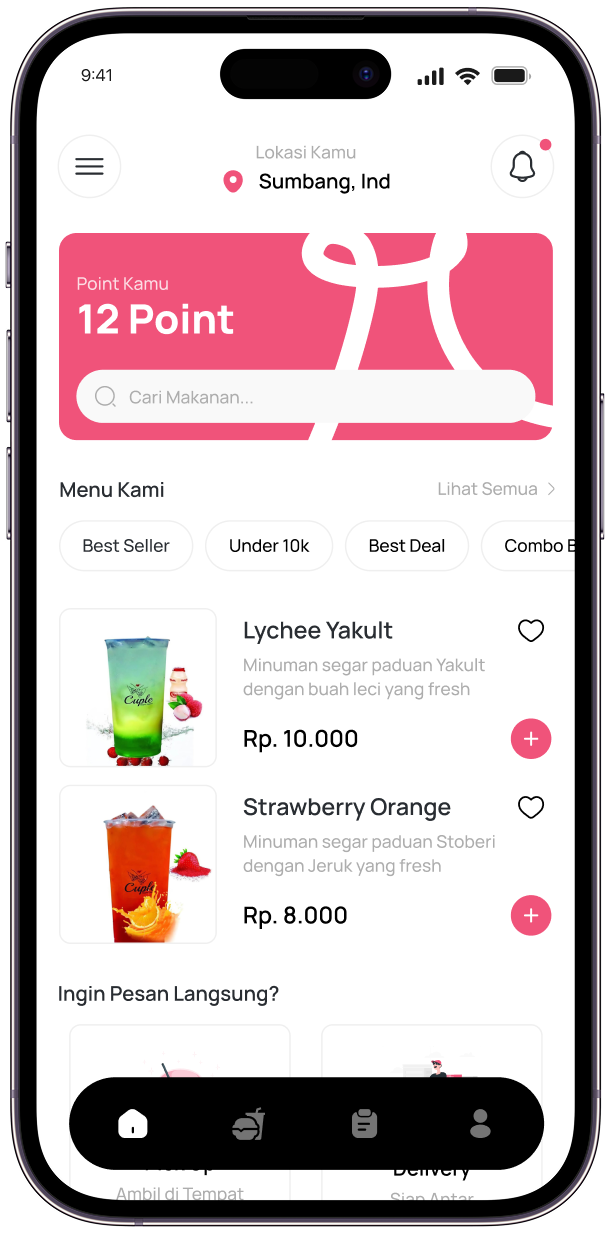 9:41
Lokasi Kamu
Sumbang, Ind
Point Kamu
12 Point
Cari Makanan...
Menu Kami
Lihat Semua
Best Seller
Under 10k
Best Deal
Combo B
Lychee Yakult
Minuman segar paduan Yakult
dengan buah leci yang fresh
Rp. 10.000
Cuple
Strawberry Orange
Minuman segar paduan Stoberi
dengan Jeruk yang fresh
Rp. 8.000
Cuple
Ingin Pesan Langsung?
Delivery
Ambil di Tempat
Siap Antar